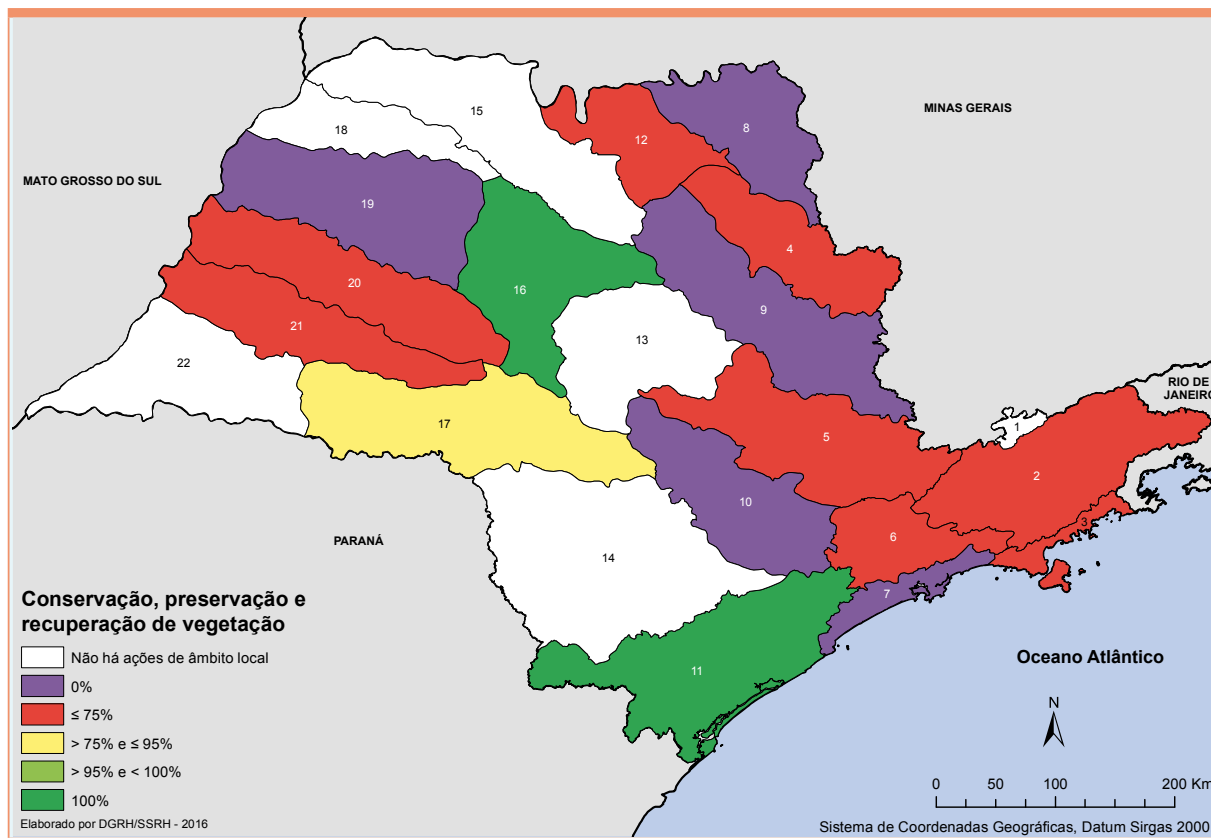 MINAS GERAIS
15
8
18
12
MATO GROSSO DO SUL
19
4
20
16
9
21
13
22
RIO DE
JANEIRO
17
1
5
2
10
3
6
PARANÁ
14
7
Conservação, preservação e
recuperação de vegetação
Não há ações de âmbito local
0%
≤ 75%
> 75% e ≤ 95%
> 95% e < 100%
100%
11
Oceano Atlântico
N
0 50 100 200 Km
Elaborado por DGRH/SSRH - 2016
Sistema de Coordenadas Geográficas, Datum Sirgas 2000